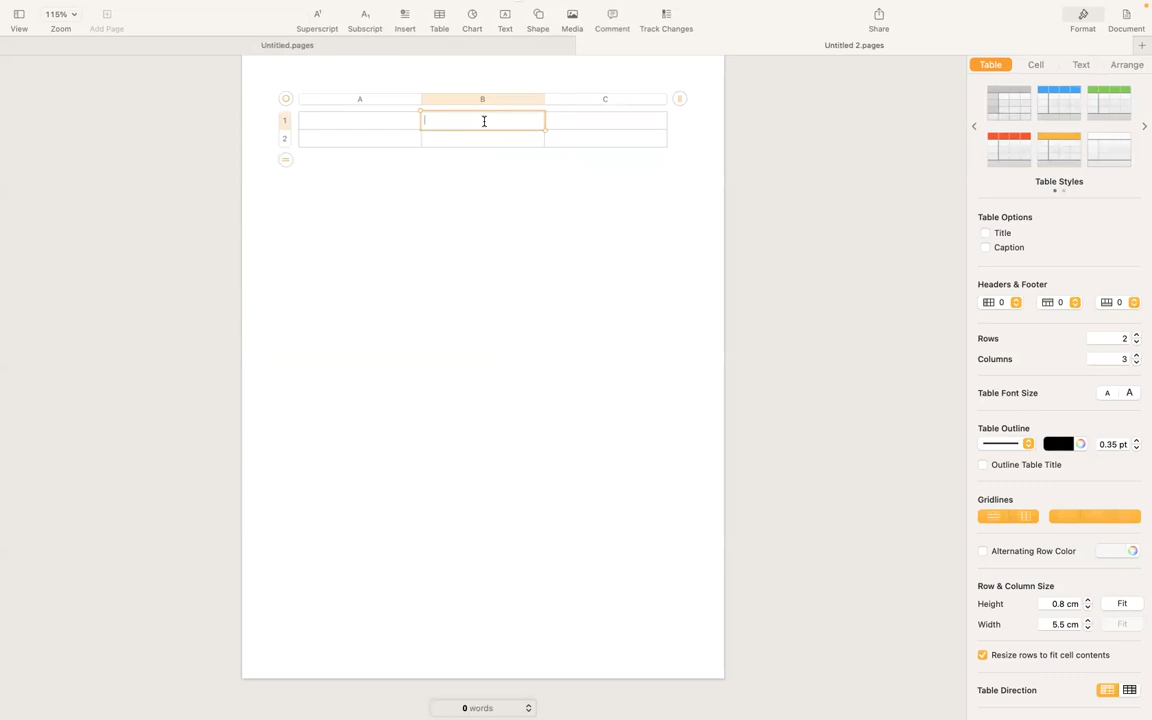 115%
View Zoom Add Page Superscript Subscript Insert Table Chart Text Shape Media Comment Track Changes Share Format Document
Untitled.pages Untitled 2.pages
Table Cell Text Arrange
A B C
1
2
Table Styles
Table Options
Title
Caption
Headers & Footer
0 0 0
Rows 2
Columns 3
Table Font Size A A
Table Outline
0.35 pt
Outline Table Title
Gridlines
Alternating Row Color
Row & Column Size
Height 0.8 cm Fit
Width 5.5 cm Fit
Resize rows to fit cell contents
Table Direction
0 words